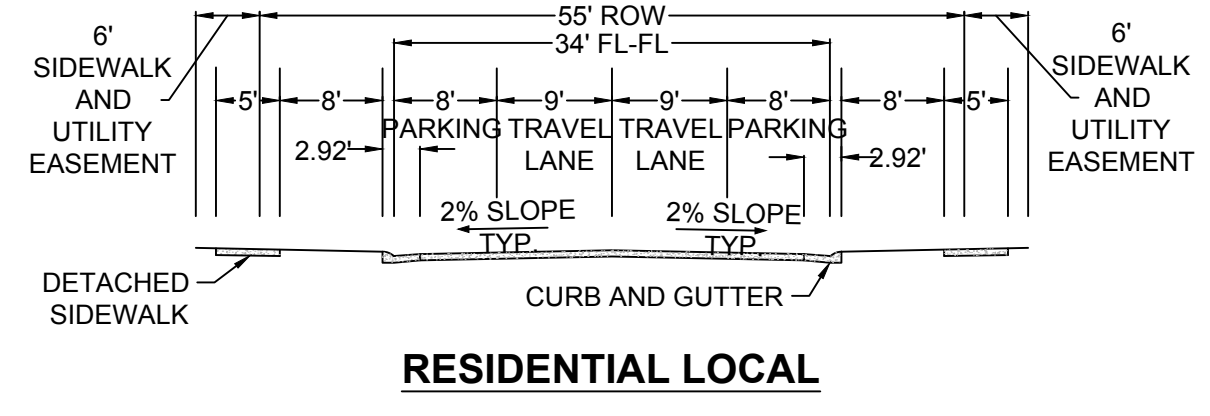 55' ROW
34' FL-FL
6'
SIDEWALK
AND
UTILITY
EASEMENT
6'
SIDEWALK
AND
UTILITY
EASEMENT
5'
8'
8'
9'
9'
8'
8'
5'
PARKING
TRAVEL
LANE
TRAVEL
LANE
PARKING
2.92'
2.92'
2% SLOPE
TYP.
2% SLOPE
TYP.
DETACHED
SIDEWALK
CURB AND GUTTER
RESIDENTIAL LOCAL